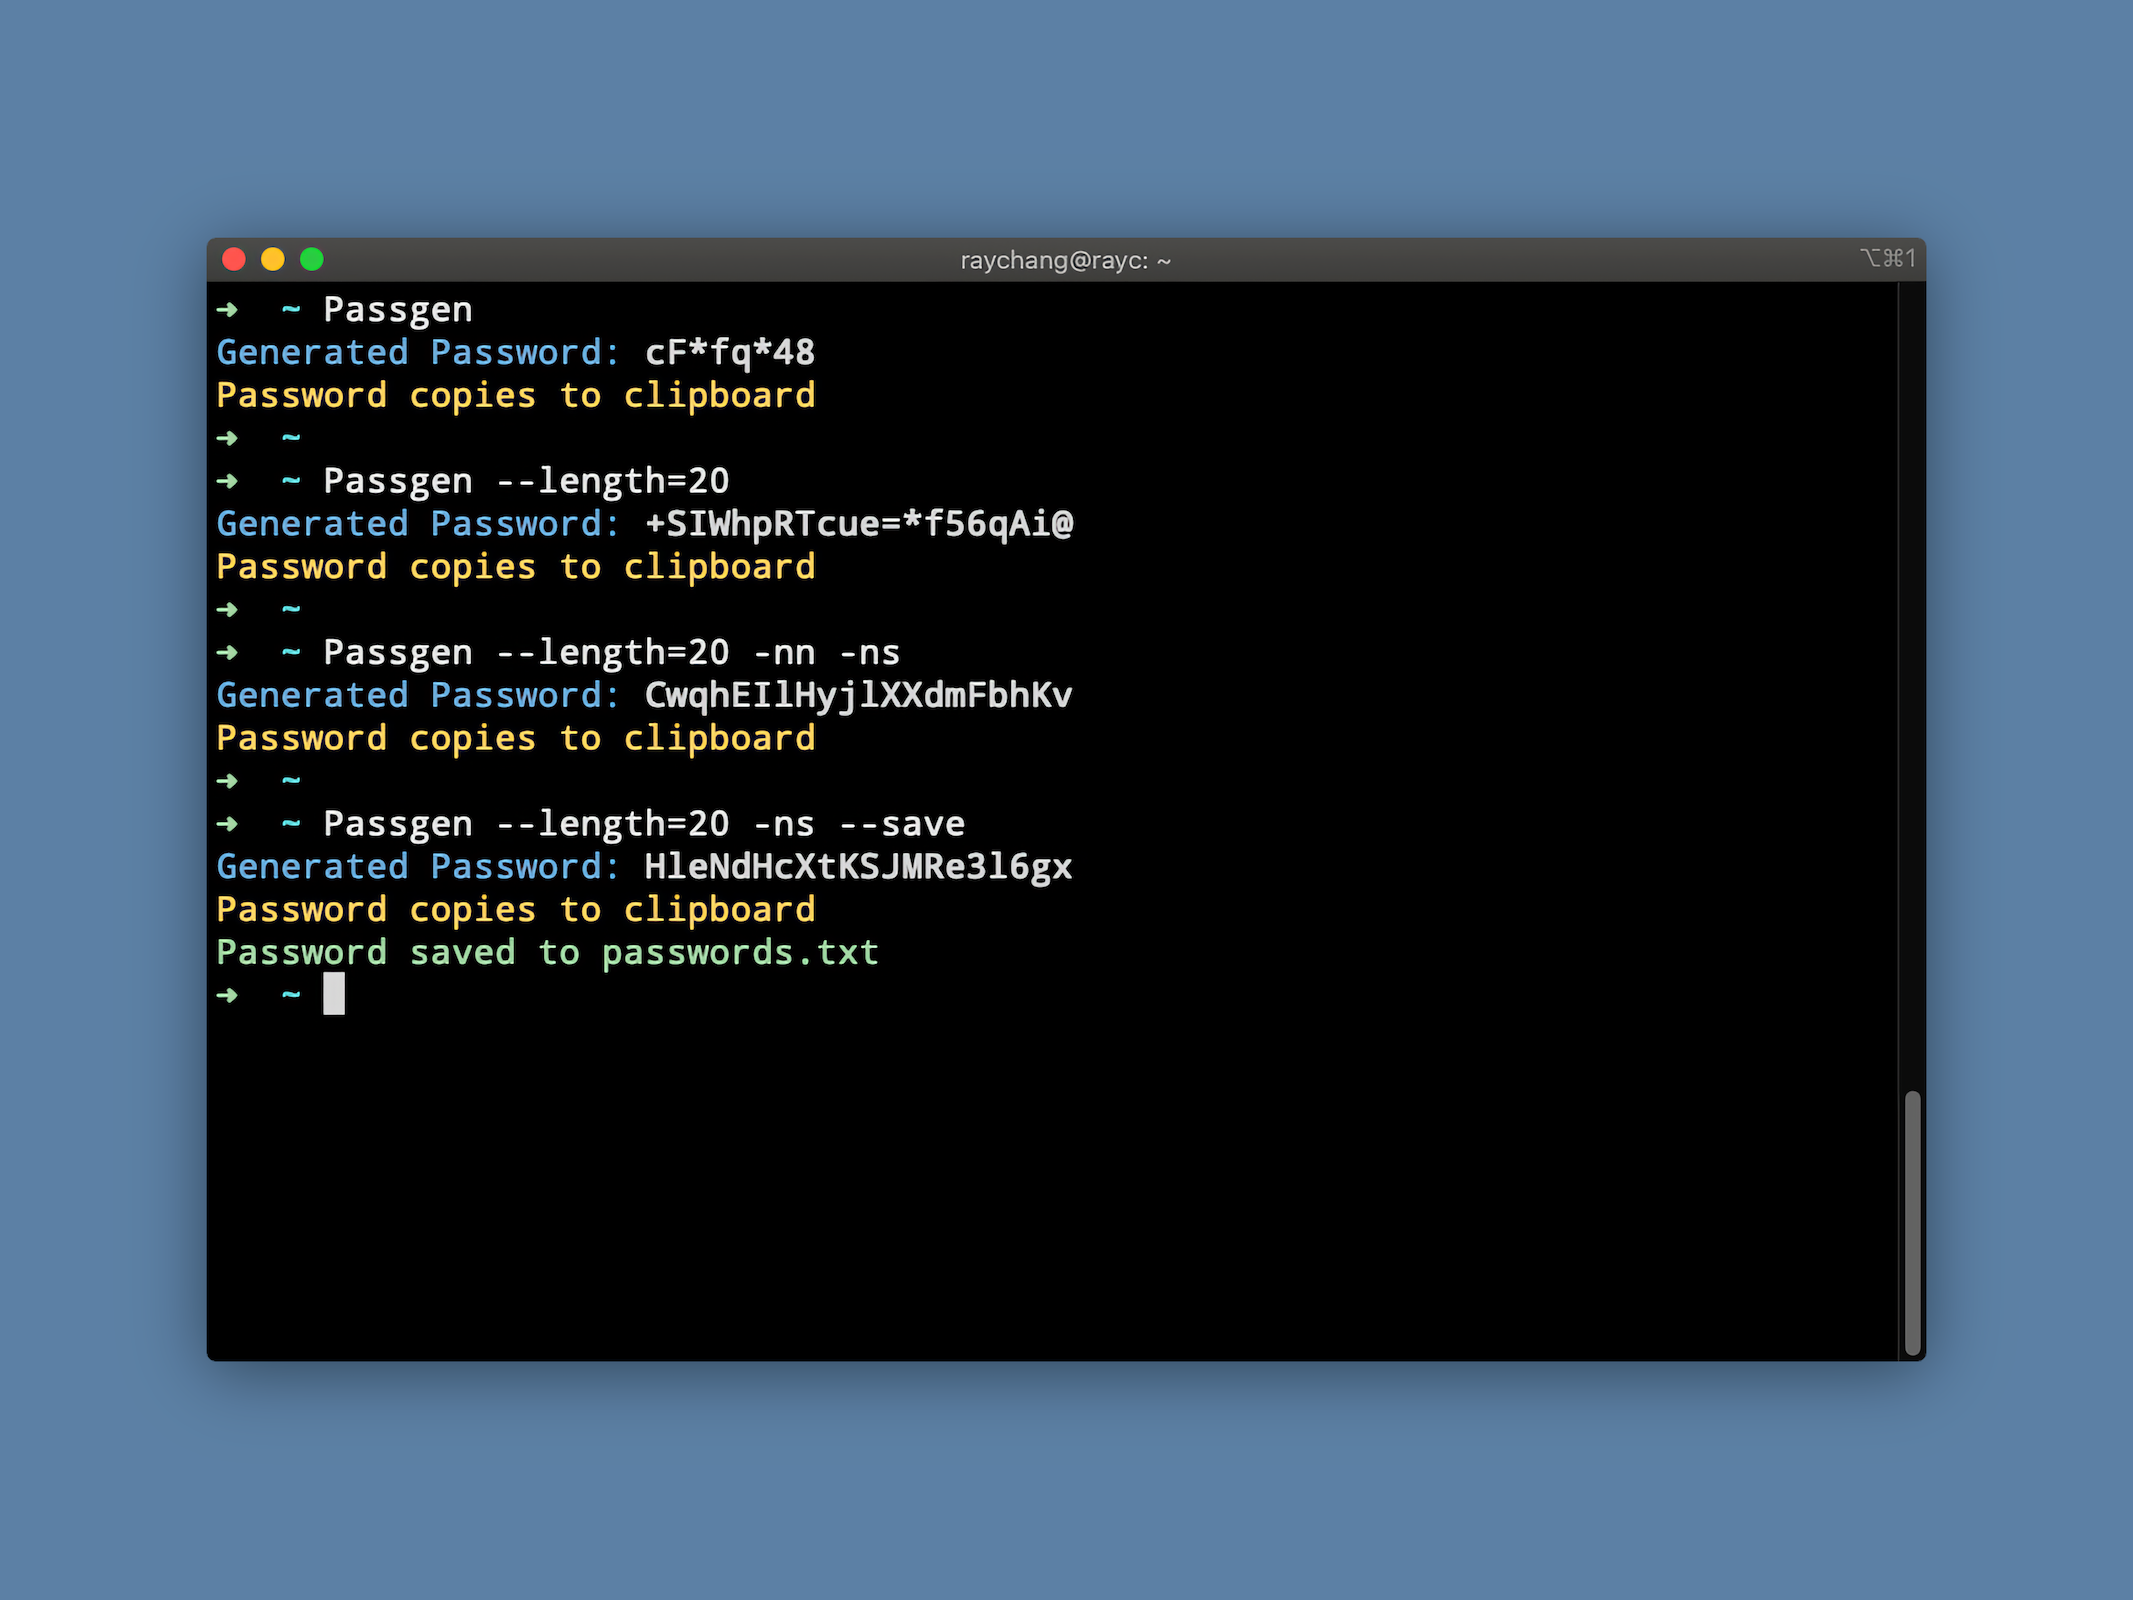 raychang@rayc: ~
⌥⌘1
➜ ~ Passgen
Generated Password: cF*fq*48
Password copies to clipboard
➜ ~
➜ ~ Passgen --length=20
Generated Password: +SIWhpRTcue=*f56qAi@
Password copies to clipboard
➜ ~
➜ ~ Passgen --length=20 -nn -ns
Generated Password: CwqhEIlHyjlXXdmFbhKv
Password copies to clipboard
➜ ~
➜ ~ Passgen --length=20 -ns --save
Generated Password: HleNdHcXtKSJMRe3l6gx
Password copies to clipboard
Password saved to passwords.txt
➜ ~